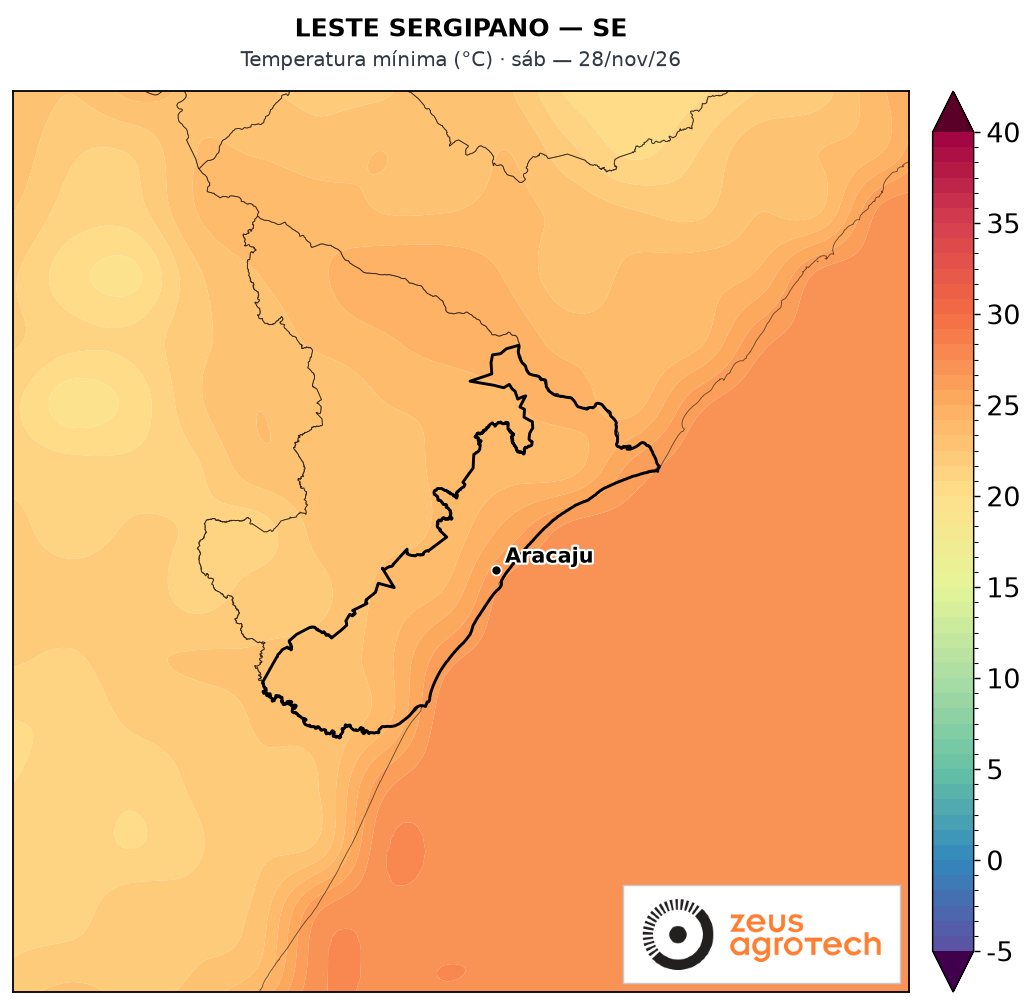 LESTE SERGIPANO — SE
Temperatura mínima (°C) · sáb — 28/nov/26
40
35
30
25
20
15
10
5
0
-5
Aracaju
zeus
agrotech